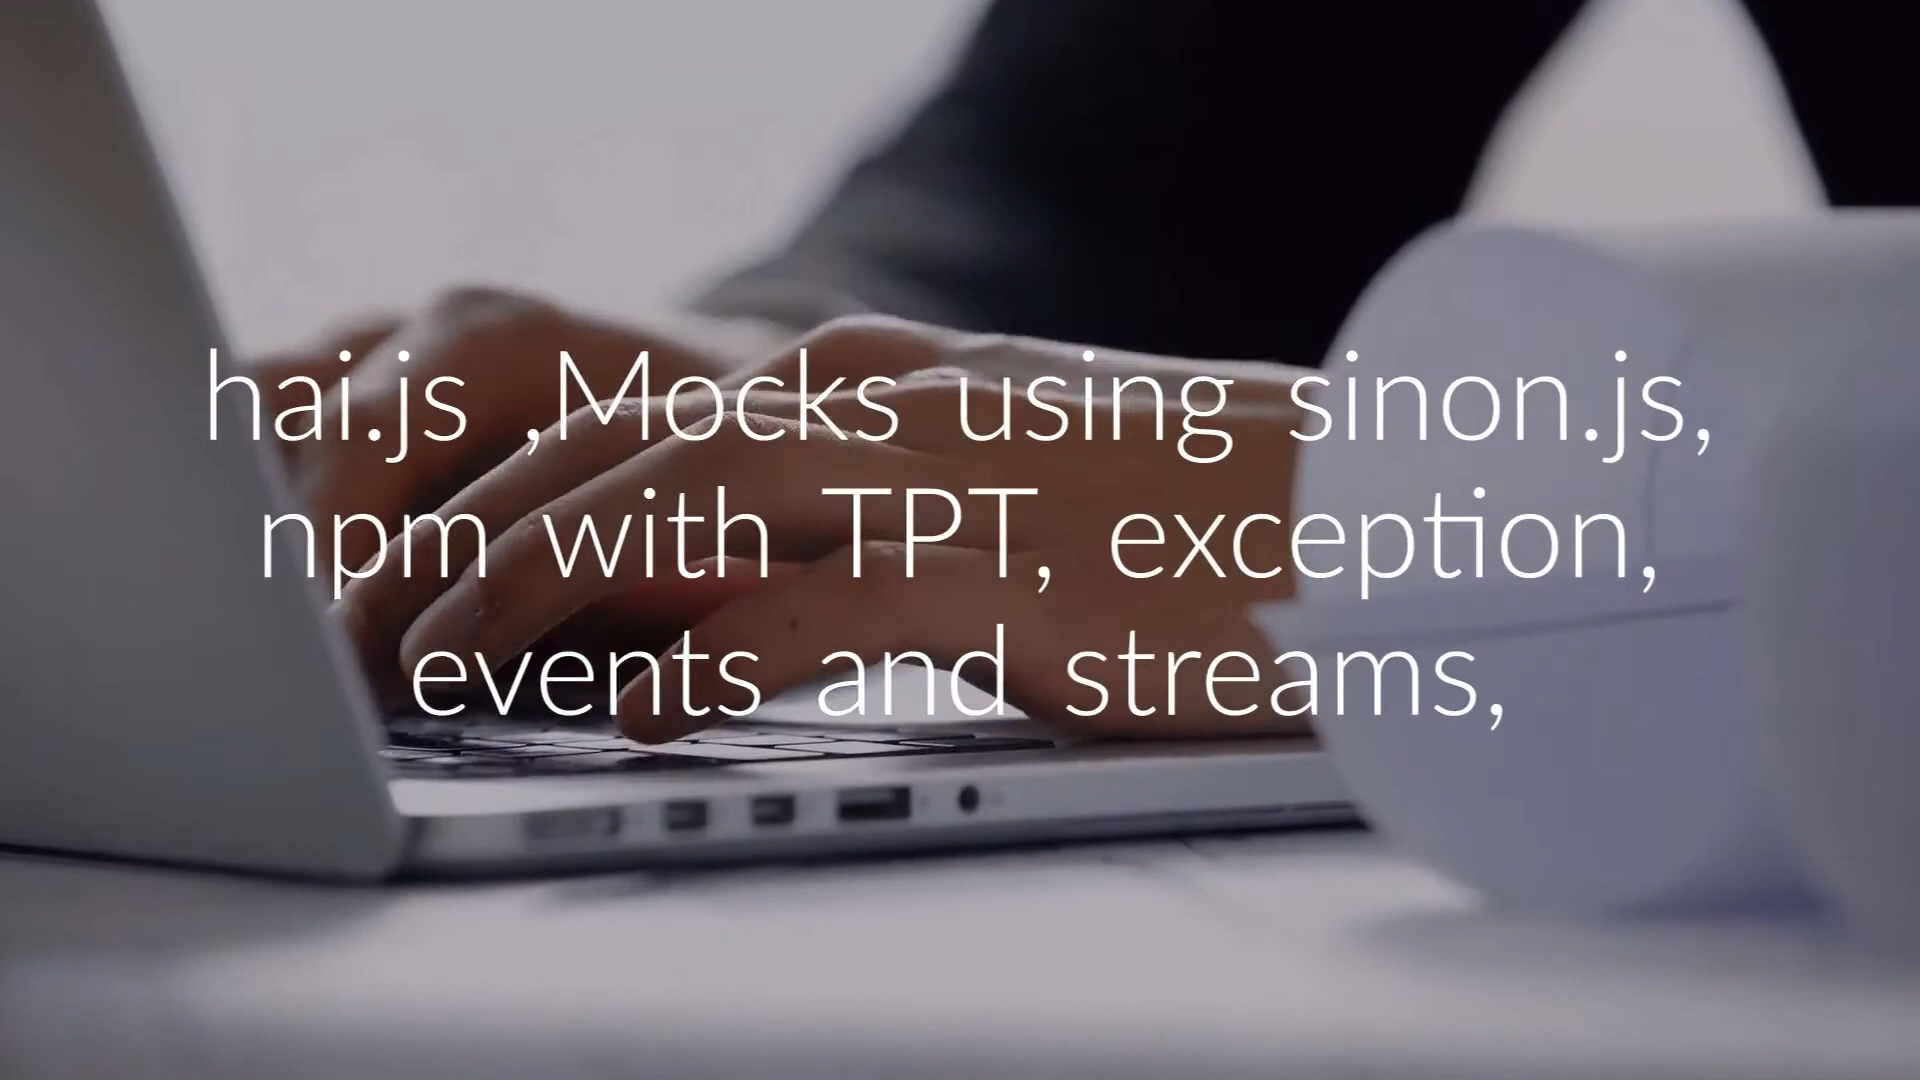 hai.js ,Mocks using sinon.js,
npm with TPT, exception,
events and streams,